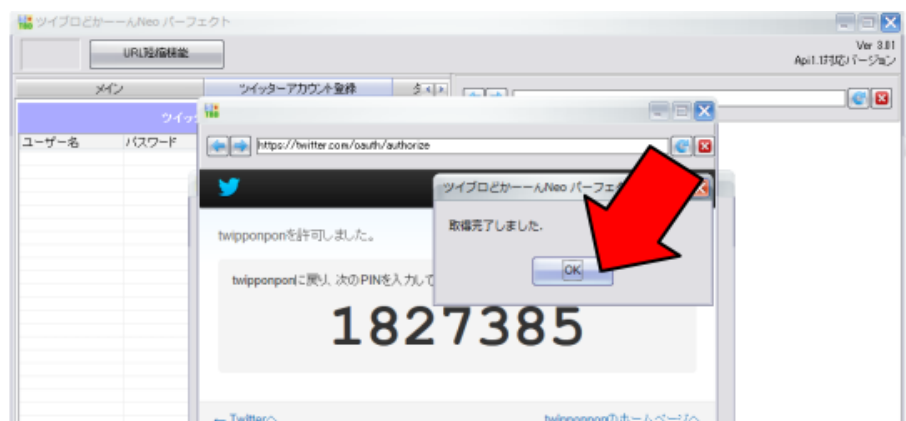 ツイブロどかーーんNeo パーフェクト
URL短縮機能
Ver 3.01
Api1.1対応バージョン
メイン
ツイッターアカウント登録
ユーザー名
パスワード
https://twitter.com/oauth/authorize
ツイブロどかーーんNeo パーフェ
取得完了しました.
OK
twipponponを許可しました。
twipponponに戻り、次のPINを入力して
1827385
← Twitterへ
twipponponのホームページへ